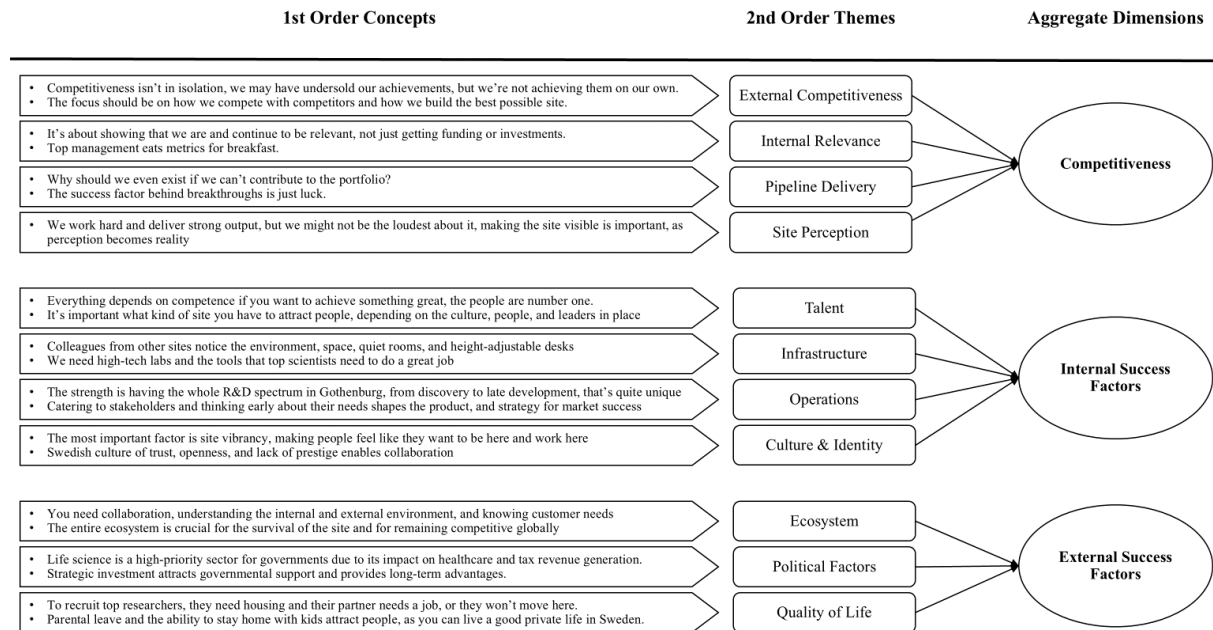 1st Order Concepts
2nd Order Themes
Aggregate Dimensions
• Competitiveness isn't in isolation, we may have undersold our achievements, but we're not achieving them on our own.
• The focus should be on how we compete with competitors and how we build the best possible site.
External Competitiveness
• It's about showing that we are and continue to be relevant, not just getting funding or investments.
• Top management eats metrics for breakfast.
Internal Relevance
• Why should we even exist if we can't contribute to the portfolio?
• The success factor behind breakthroughs is just luck.
Pipeline Delivery
• We work hard and deliver strong output, but we might not be the loudest about it, making the site visible is important, as
perception becomes reality
Site Perception
Competitiveness
• Everything depends on competence if you want to achieve something great, the people are number one.
• It's important what kind of site you have to attract people, depending on the culture, people, and leaders in place
Talent
• Colleagues from other sites notice the environment, space, quiet rooms, and height-adjustable desks
• We need high-tech labs and the tools that top scientists need to do a great job
Infrastructure
• The strength is having the whole R&D spectrum in Gothenburg, from discovery to late development, that's quite unique
• Catering to stakeholders and thinking early about their needs shapes the product, and strategy for market success
Operations
• The most important factor is site vibrancy, making people feel like they want to be here and work here
• Swedish culture of trust, openness, and lack of prestige enables collaboration
Culture & Identity
Internal Success
Factors
• You need collaboration, understanding the internal and external environment, and knowing customer needs
• The entire ecosystem is crucial for the survival of the site and for remaining competitive globally
Ecosystem
• Life science is a high-priority sector for governments due to its impact on healthcare and tax revenue generation.
• Strategic investment attracts governmental support and provides long-term advantages.
Political Factors
• To recruit top researchers, they need housing and their partner needs a job, or they won't move here.
• Parental leave and the ability to stay home with kids attract people, as you can live a good private life in Sweden.
Quality of Life
External Success
Factors